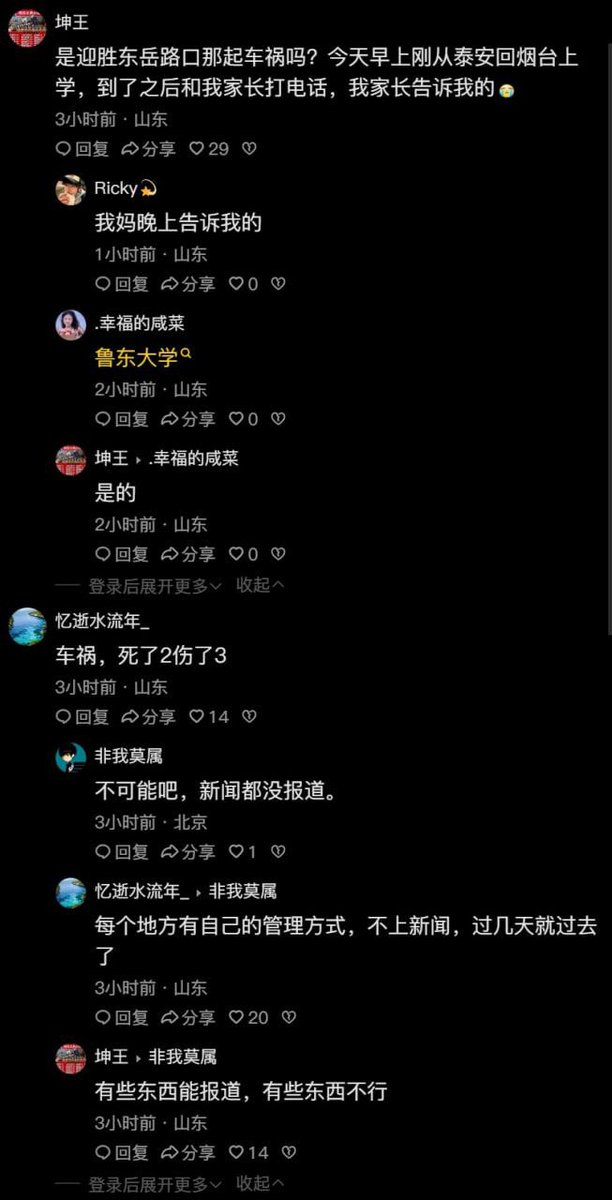 坤王
是迎胜东岳路口那起车祸吗？今天早上刚从泰安回烟台上
学，到了之后和我家长打电话，我家长告诉我的😭
3小时前 · 山东
回复 分享 29
Ricky💫
我妈晚上告诉我的
1小时前 · 山东
回复 分享 0
.幸福的咸菜
鲁东大学
2小时前 · 山东
回复 分享 0
坤王 ▸ .幸福的咸菜
是的
2小时前 · 山东
回复 分享 0
登录后展开更多 收起
忆逝水流年_
车祸，死了2伤了3
3小时前 · 山东
回复 分享 14
非我莫属
不可能吧，新闻都没报道。
3小时前 · 北京
回复 分享 1
忆逝水流年_ ▸ 非我莫属
每个地方有自己的管理方式，不上新闻，过几天就过去
了
3小时前 · 山东
回复 分享 20
坤王 ▸ 非我莫属
有些东西能报道，有些东西不行
3小时前 · 山东
回复 分享 14
登录后展开更多 收起